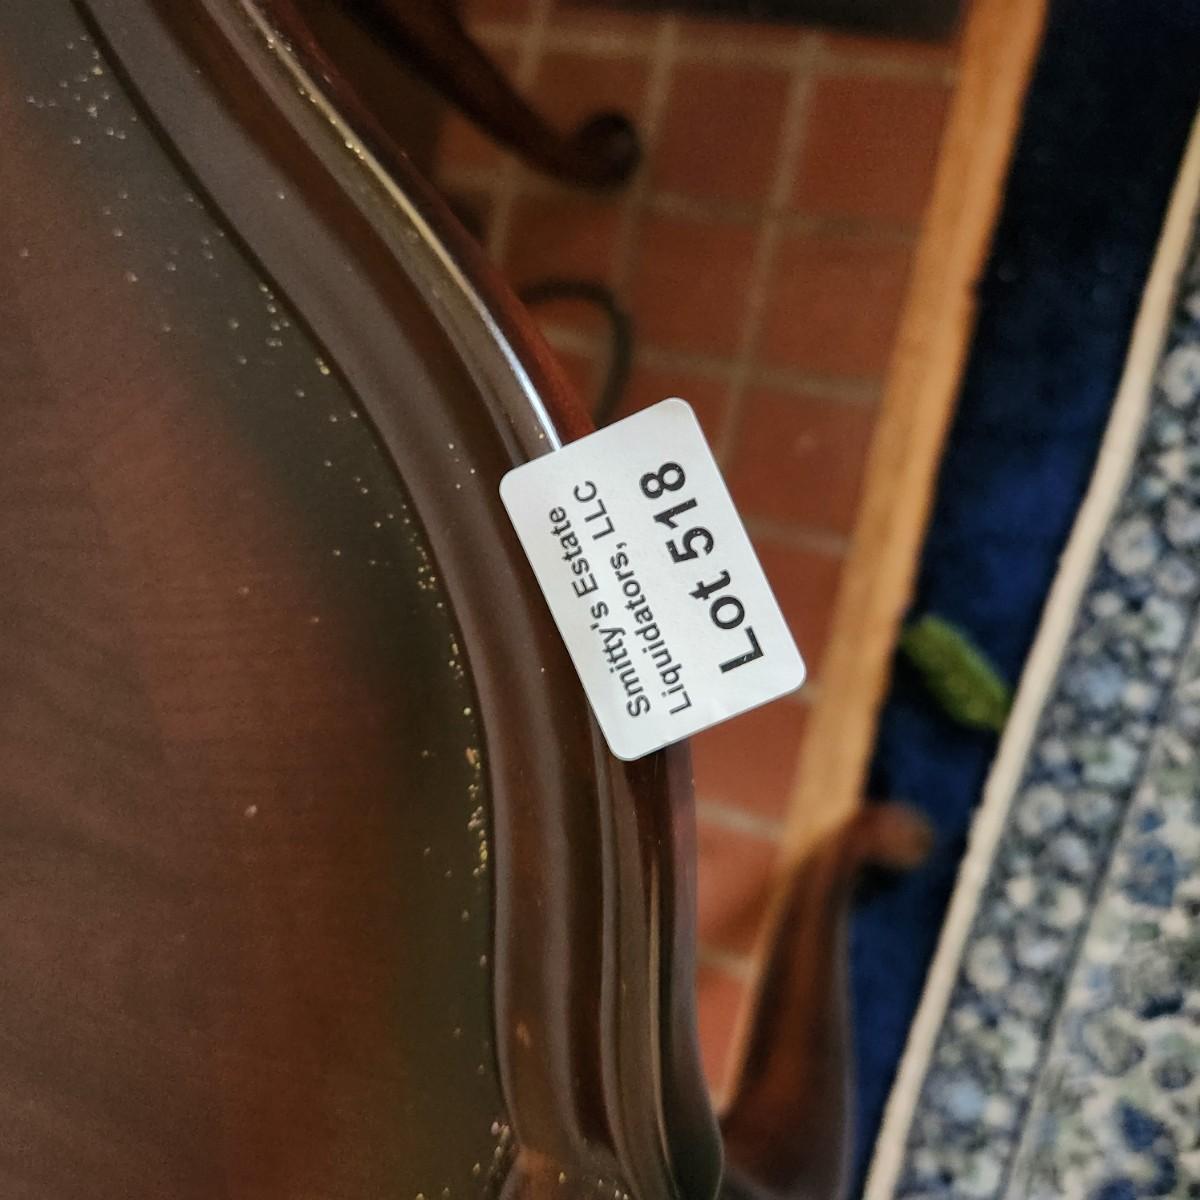 Smitty's Estate
Liquidators, LLC
Lot 518